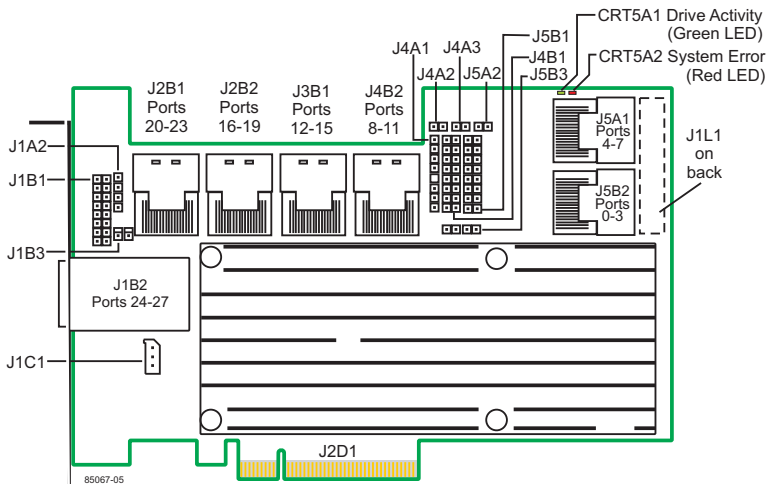 CRT5A1 Drive Activity
(Green LED)
J5B1
J4A1
J4A3
J4B1
CRT5A2 System Error
(Red LED)
J4A2
J5A2
J5B3
J2B1
Ports
20-23
J2B2
Ports
16-19
J3B1
Ports
12-15
J4B2
Ports
8-11
J5A1
Ports
4-7
J1L1
on
back
J1A2
J1B1
J5B2
Ports
0-3
J1B3
J1B2
Ports 24-27
J1C1
J2D1
85067-05